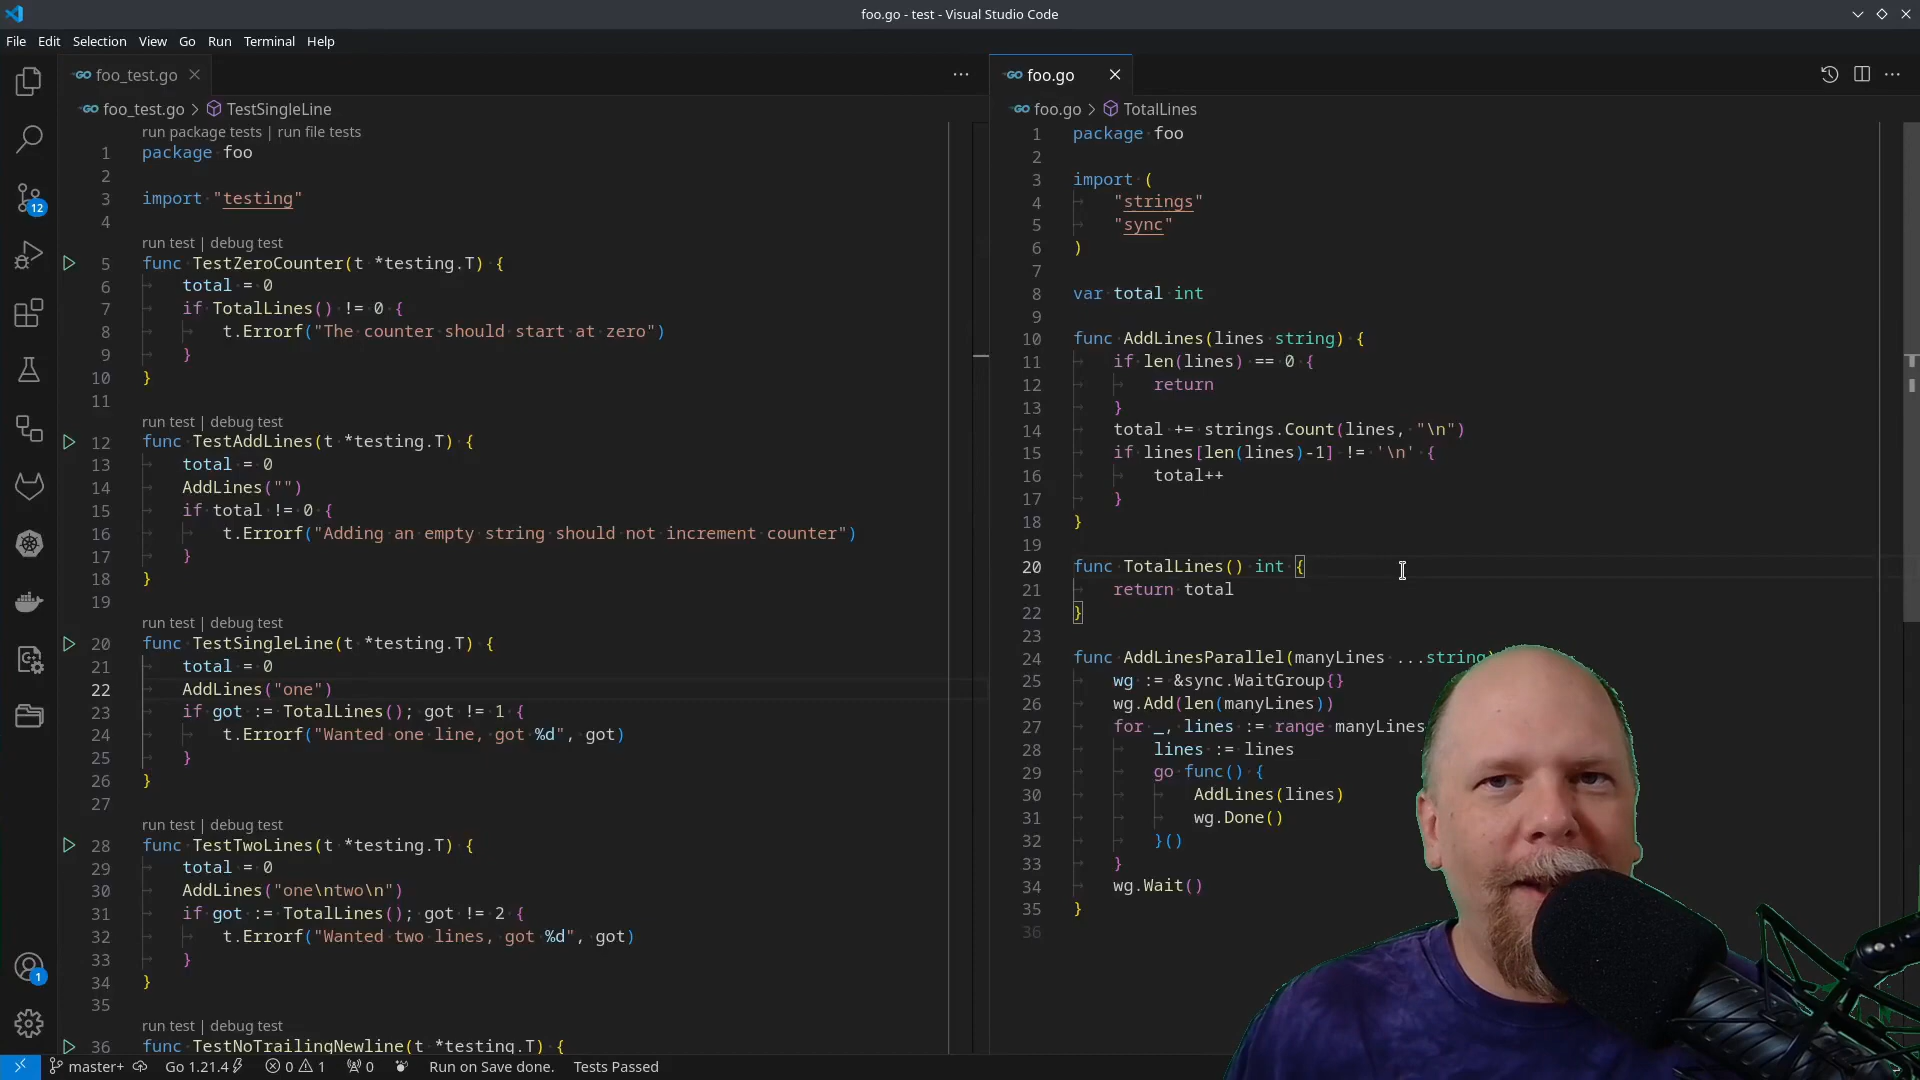 foo.go - test - Visual Studio Code
File Edit Selection View Go Run Terminal Help
foo_test.go
foo_test.go > TestSingleLine
run package tests | run file tests
1 package foo
2
3 import "testing"
4
run test | debug test
5 func TestZeroCounter(t *testing.T) {
6 total = 0
7 if TotalLines() != 0 {
8 t.Errorf("The counter should start at zero")
9 }
10 }
11
run test | debug test
12 func TestAddLines(t *testing.T) {
13 total = 0
14 AddLines("")
15 if total != 0 {
16 t.Errorf("Adding an empty string should not increment counter")
17 }
18 }
19
run test | debug test
20 func TestSingleLine(t *testing.T) {
21 total = 0
22 AddLines("one")
23 if got := TotalLines(); got != 1 {
24 t.Errorf("Wanted one line, got %d", got)
25 }
26 }
27
run test | debug test
28 func TestTwoLines(t *testing.T) {
29 total = 0
30 AddLines("one\ntwo\n")
31 if got := TotalLines(); got != 2 {
32 t.Errorf("Wanted two lines, got %d", got)
33 }
34 }
35
run test | debug test
36 func TestNoTrailingNewline(t *testing.T) {
foo.go
foo.go > TotalLines
1 package foo
2
3 import (
4 "strings"
5 "sync"
6 )
7
8 var total int
9
10 func AddLines(lines string) {
11 if len(lines) == 0 {
12 return
13 }
14 total += strings.Count(lines, "\n")
15 if lines[len(lines)-1] != '\n' {
16 total++
17 }
18 }
19
20 func TotalLines() int {
21 return total
22 }
23
24 func AddLinesParallel(manyLines ...string)
25 wg := &sync.WaitGroup{}
26 wg.Add(len(manyLines))
27 for _, lines := range manyLines
28 lines := lines
29 go func() {
30 AddLines(lines)
31 wg.Done()
32 }()
33 }
34 wg.Wait()
35 }
36
12
1
master+ Go 1.21.4 0 1 0 Run on Save done. Tests Passed